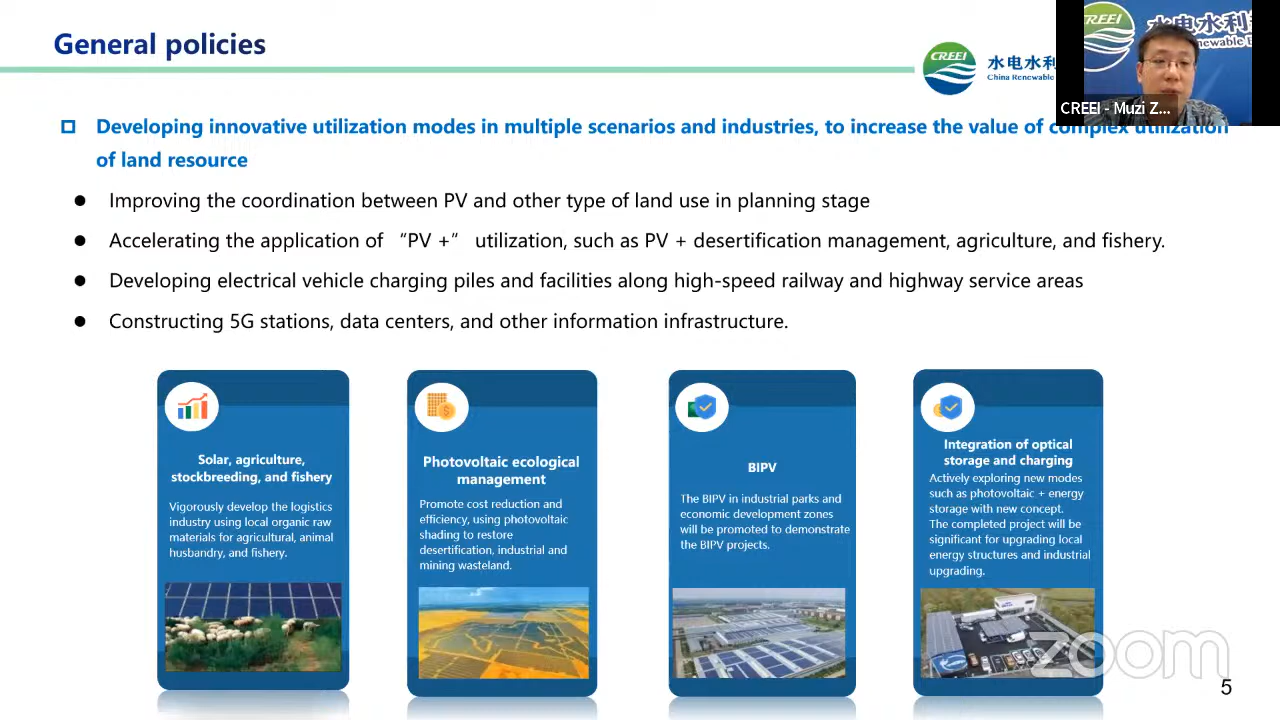 General policies
CREEI
水电水利
China Renewable
CREEI
水电水利
newable E
CREEI - Muzi Z...
Developing innovative utilization modes in multiple scenarios and industries, to increase the value of complex utilization
of land resource
Improving the coordination between PV and other type of land use in planning stage
Accelerating the application of “PV +” utilization, such as PV + desertification management, agriculture, and fishery.
Developing electrical vehicle charging piles and facilities along high-speed railway and highway service areas
Constructing 5G stations, data centers, and other information infrastructure.
Solar, agriculture,
stockbreeding, and fishery
Vigorously develop the logistics
industry using local organic raw
materials for agricultural, animal
husbandry, and fishery.
Photovoltaic ecological
management
Promote cost reduction and
efficiency, using photovoltaic
shading to restore
desertification, industrial and
mining wasteland.
BIPV
The BIPV in industrial parks and
economic development zones
will be promoted to demonstrate
the BIPV projects.
Integration of optical
storage and charging
Actively exploring new modes
such as photovoltaic + energy
storage with new concept.
The completed project will be
significant for upgrading local
energy structures and industrial
upgrading.
zoom
5